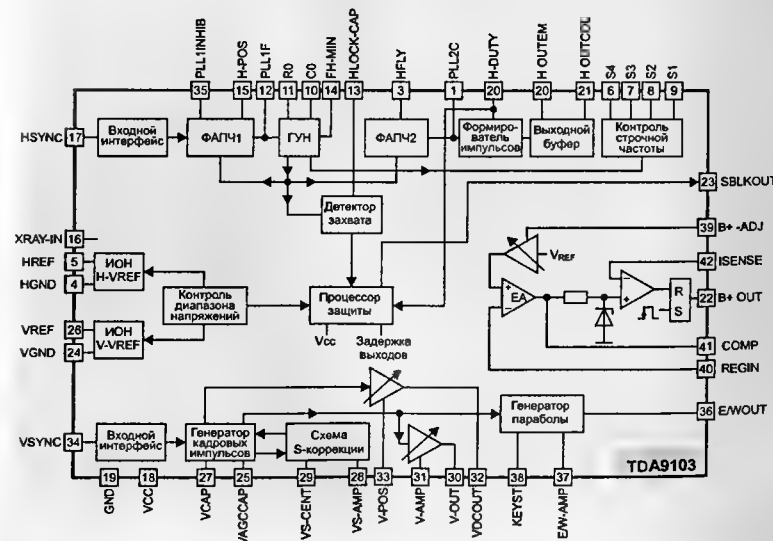 PLL1INHIB
H-POS
PLL1F
R0
C0
FH-MIN
HLOCK-CAP
HFLY
PLL2C
H-DUTY
H OUTEM
H OUTCOL
S4
S3
S2
S1
35
15
12
11
10
14
13
3
1
20
20
21
6
7
8
9
HSYNC 17
Входной интерфейс
ФАПЧ1
ГУН
ФАПЧ2
Формирователь импульсов
Выходной буфер
Контроль строчной частоты
Детектор захвата
23 SBLKOUT
XRAY-IN 16
HREF 5
HGND 4
ИОН H-VREF
VREF 26
VGND 24
ИОН V-VREF
Контроль диапазона напряжений
Процессор защиты
Vcc
Задержка выходов
VREF
EA
+
−
−
+
R
S
39 B+ -ADJ
42 ISENSE
22 B+ OUT
41 COMP
40 REGIN
36 E/WOUT
VSYNC 34
Входной интерфейс
Генератор кадровых импульсов
Схема S-коррекции
Генератор параболы
TDA9103
19
18
27
25
29
28
33
31
30
32
38
37
GND
VCC
VCAP
VAGCCAP
VS-CENT
VS-AMP
V-POS
V-AMP
V-OUT
VDCOUT
KEYST
E/W-AMP